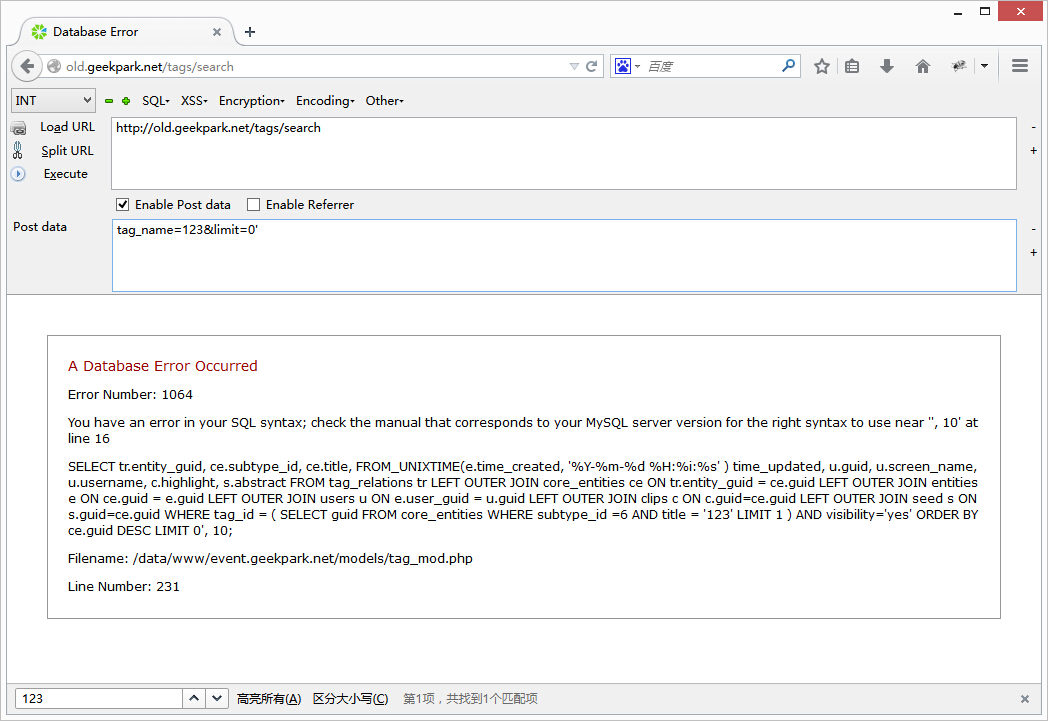 Database Error
old.geekpark.net/tags/search
百度
INT
SQL
XSS
Encryption
Encoding
Other
Load URL
http://old.geekpark.net/tags/search
Split URL
Execute
Enable Post data
Enable Referrer
Post data
tag_name=123&limit=0'
A Database Error Occurred
Error Number: 1064
You have an error in your SQL syntax; check the manual that corresponds to your MySQL server version for the right syntax to use near '', 10' at
line 16
SELECT tr.entity_guid, ce.subtype_id, ce.title, FROM_UNIXTIME(e.time_created, '%Y-%m-%d %H:%i:%s' ) time_updated, u.guid, u.screen_name,
u.username, c.highlight, s.abstract FROM tag_relations tr LEFT OUTER JOIN core_entities ce ON tr.entity_guid = ce.guid LEFT OUTER JOIN entities
e ON ce.guid = e.guid LEFT OUTER JOIN users u ON e.user_guid = u.guid LEFT OUTER JOIN clips c ON c.guid=ce.guid LEFT OUTER JOIN seed s ON
s.guid=ce.guid WHERE tag_id = ( SELECT guid FROM core_entities WHERE subtype_id =6 AND title = '123' LIMIT 1 ) AND visibility='yes' ORDER BY
ce.guid DESC LIMIT 0', 10;
Filename: /data/www/event.geekpark.net/models/tag_mod.php
Line Number: 231
123
高亮所有(A)
区分大小写(C)
第1项，共找到1个匹配项